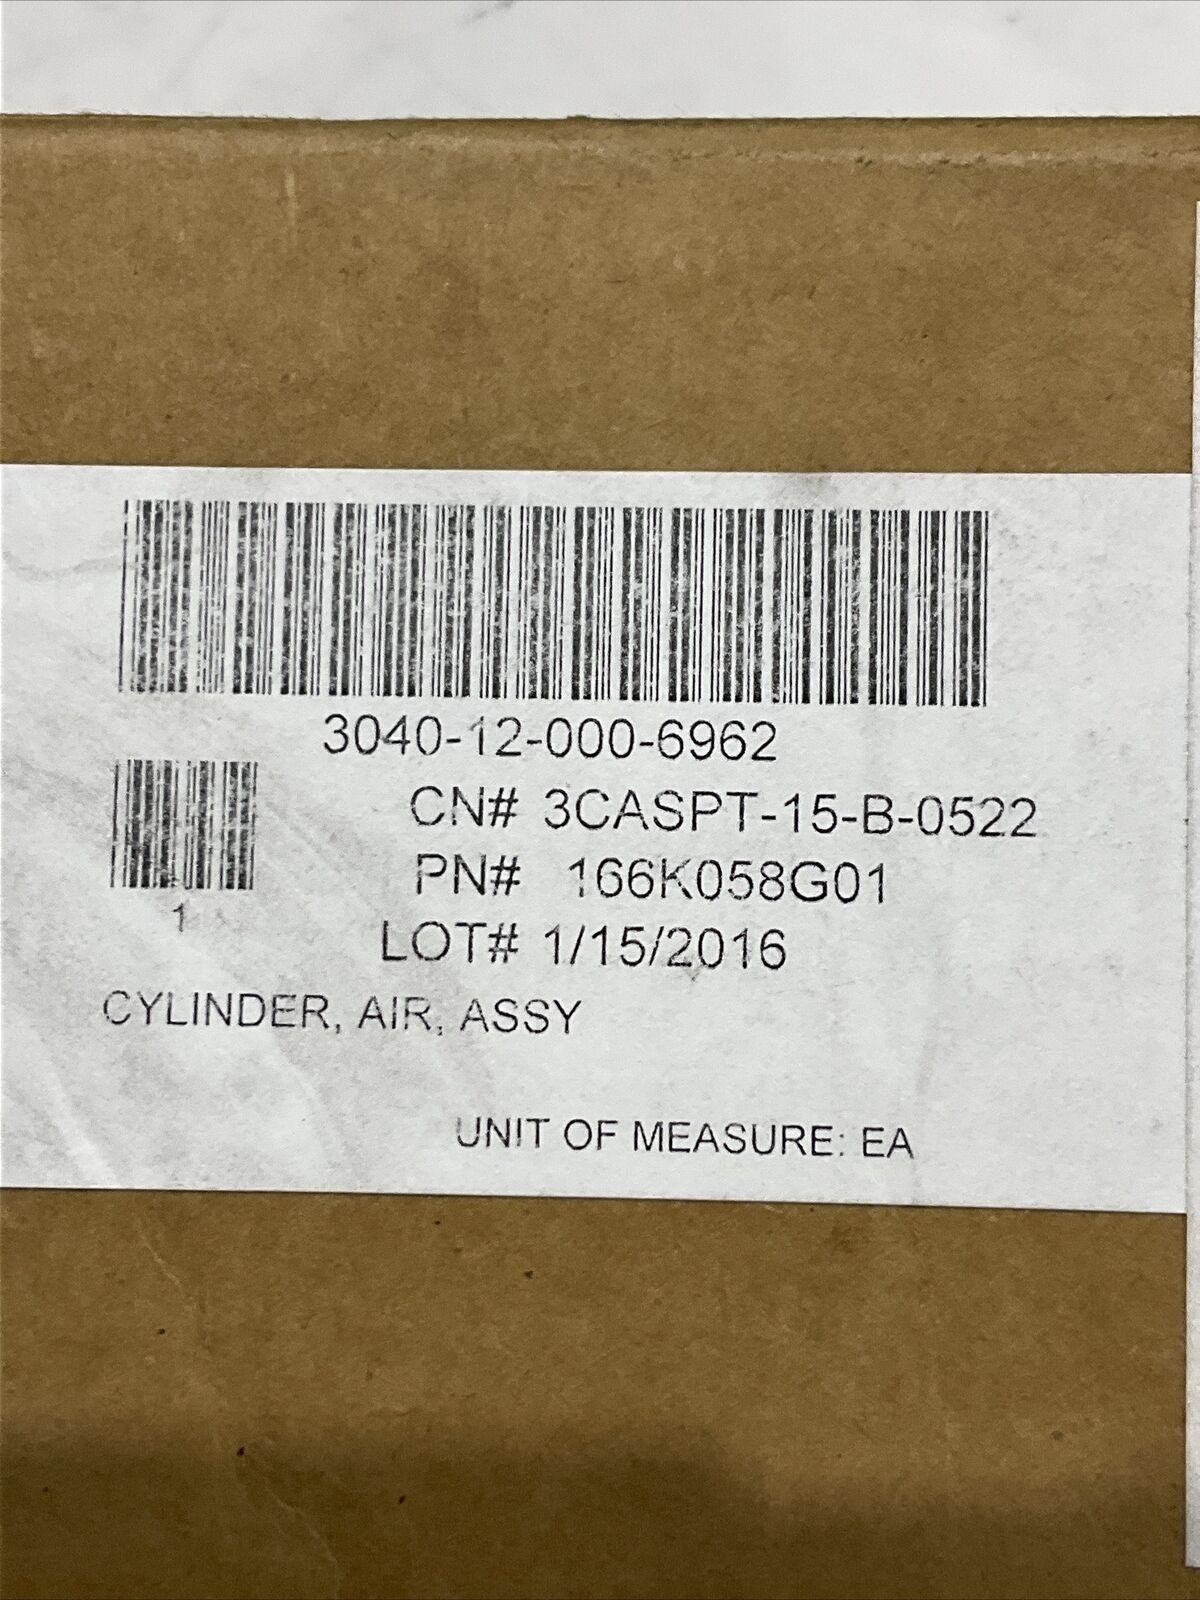 3040-12-000-6962
CN# 3CASPT-15-B-0522
PN# 166K058G01
1
LOT# 1/15/2016
CYLINDER, AIR, ASSY
UNIT OF MEASURE: EA